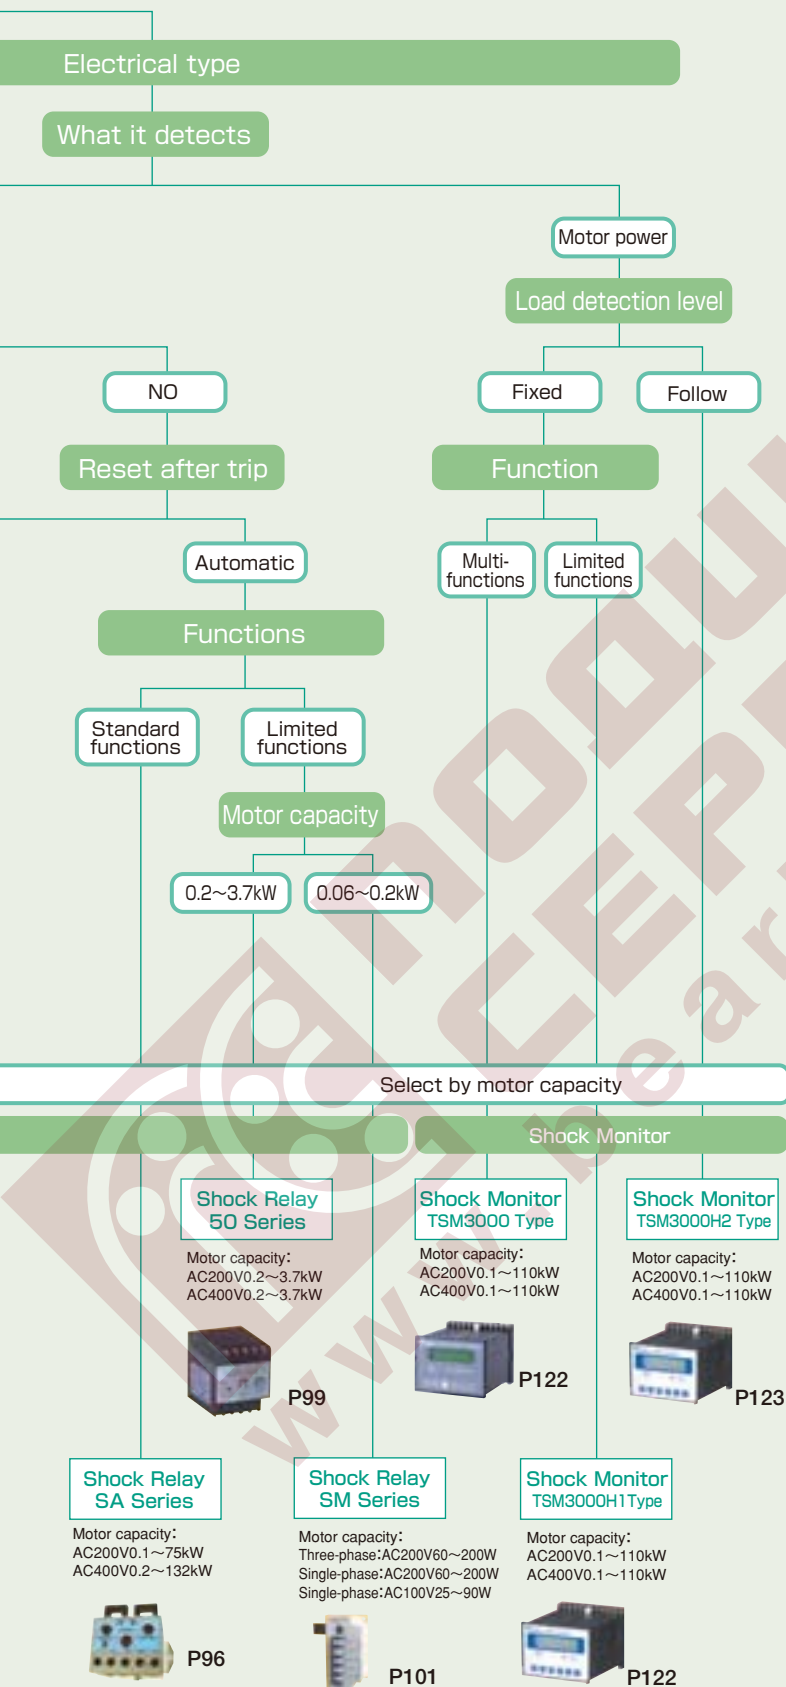 Electrical type
What it detects
Motor power
Load detection level
NO
Fixed
Follow
Reset after trip
Function
Automatic
Multi-
functions
Limited
functions
Functions
Standard
functions
Limited
functions
Motor capacity
0.2～3.7kW
0.06～0.2kW
Select by motor capacity
Shock Monitor
Shock Relay
50 Series
Motor capacity：
AC200V0.2～3.7kW
AC400V0.2～3.7kW
P99
Shock Monitor
TSM3000 Type
Motor capacity：
AC200V0.1～110kW
AC400V0.1～110kW
P122
Shock Monitor
TSM3000H2 Type
Motor capacity：
AC200V0.1～110kW
AC400V0.1～110kW
P123
Shock Relay
SA Series
Motor capacity：
AC200V0.1～75kW
AC400V0.2～132kW
P96
Shock Relay
SM Series
Motor capacity：
Three-phase：AC200V60～200W
Single-phase：AC200V60～200W
Single-phase：AC100V25～90W
P101
Shock Monitor
TSM3000H1Type
Motor capacity：
AC200V0.1～110kW
AC400V0.1～110kW
P122